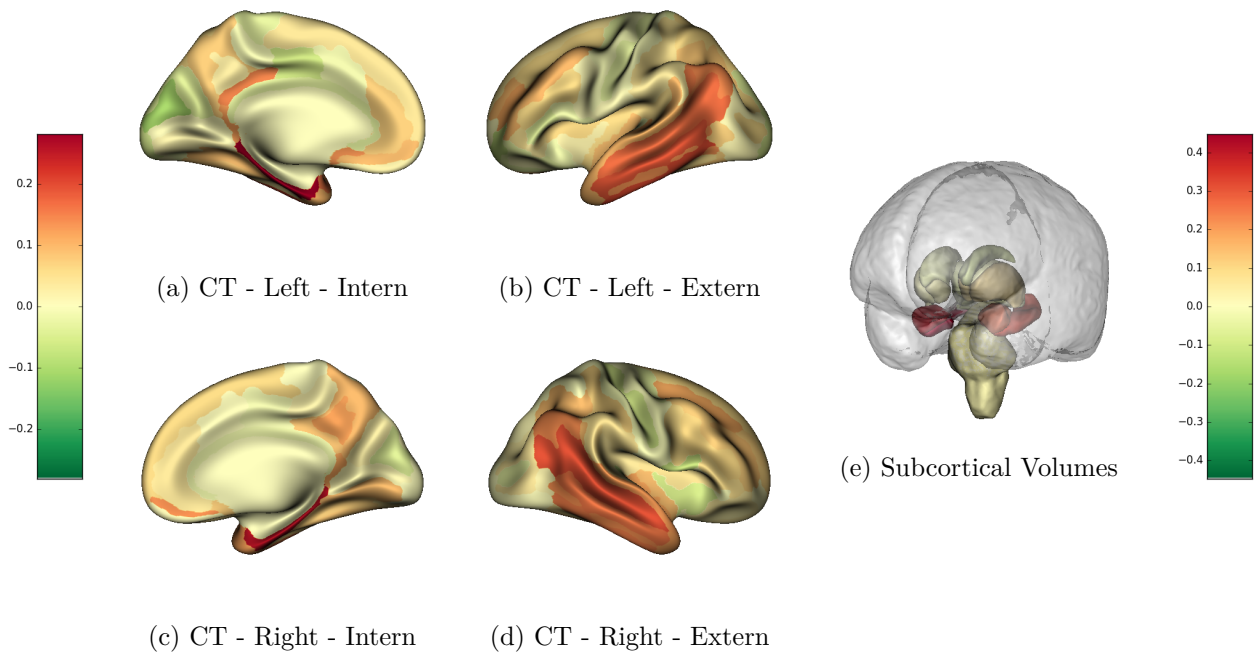 (a) CT - Left - Intern
(b) CT - Left - Extern
0.2
0.1
0.0
−0.1
−0.2
(c) CT - Right - Intern
(d) CT - Right - Extern
(e) Subcortical Volumes
0.4
0.3
0.2
0.1
0.0
−0.1
−0.2
−0.3
−0.4